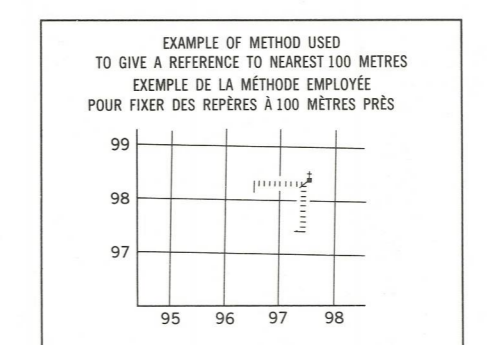 EXAMPLE OF METHOD USED
TO GIVE A REFERENCE TO NEAREST 100 METRES
EXEMPLE DE LA MÉTHODE EMPLOYÉE
POUR FIXER DES REPÈRES À 100 MÈTRES PRÈS
99
98
97
95 96 97 98